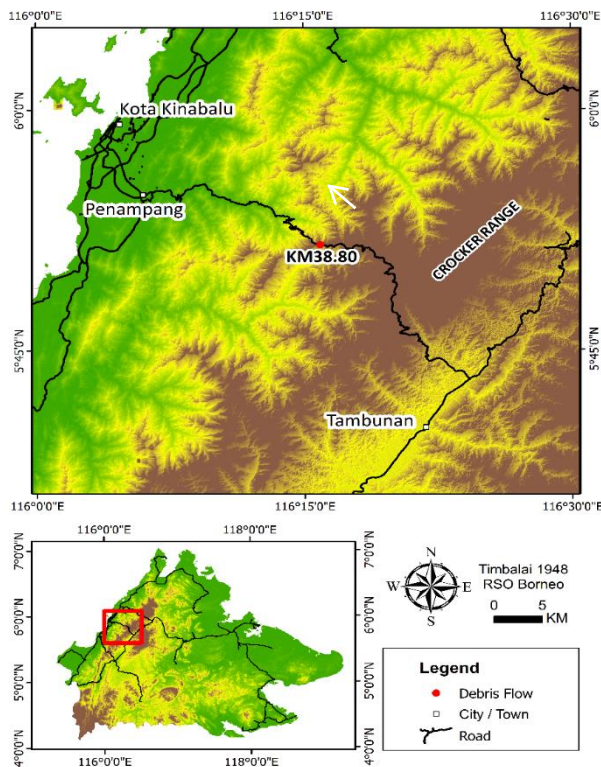 116°0'0"E 116°15'0"E 116°30'0"E
6°0'0"N
6°0'0"N
Kota Kinabalu
Penampang
KM38.80
CROCKER RANGE
5°45'0"N
5°45'0"N
Tambunan
116°0'0"E 116°15'0"E 116°30'0"E
116°0'0"E 118°0'0"E
7°0'0"N
7°0'0"N
6°0'0"N
6°0'0"N
5°0'0"N
5°0'0"N
4°0'0"N
4°0'0"N
116°0'0"E 118°0'0"E
N
W E
S
Timbalai 1948
RSO Borneo
0 5
KM
Legend
Debris Flow
City / Town
Road